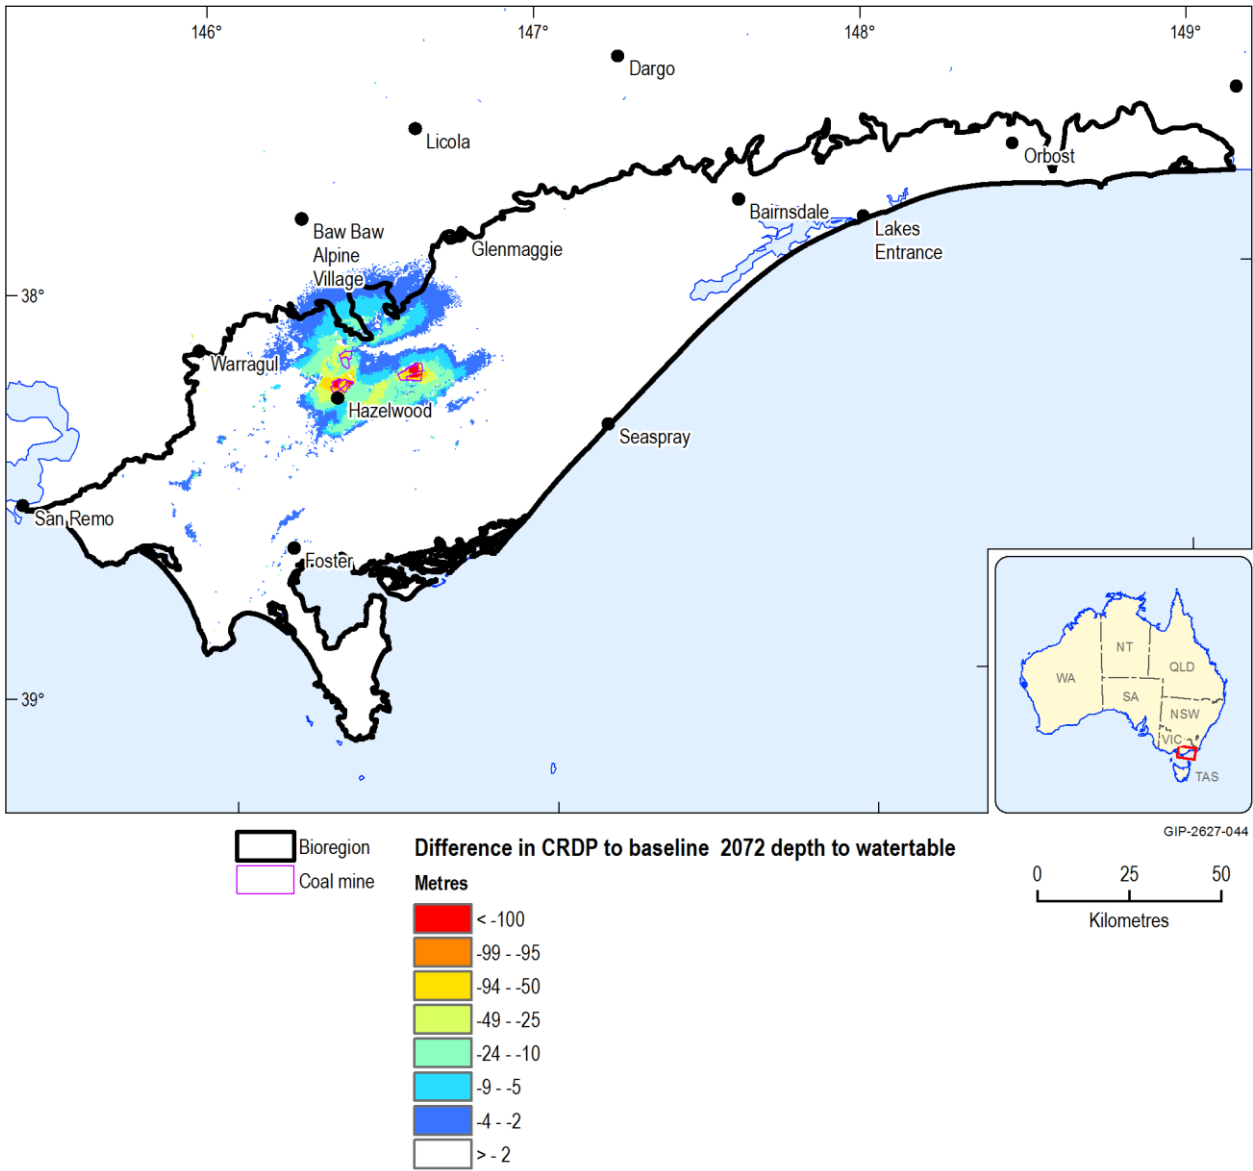 146°
147°
148°
149°
Dargo
Licola
Orbost
Bairnsdale
Baw Baw
Alpine
Village
Glenmaggie
Lakes
Entrance
38°
Warragul
Hazelwood
Seaspray
San Remo
Foster
39°
NT
QLD
WA
SA
NSW
VIC
TAS
GIP-2627-044
Bioregion
Coal mine
Difference in CRDP to baseline 2072 depth to watertable
Metres
< -100
-99 - -95
-94 - -50
-49 - -25
-24 - -10
-9 - -5
-4 - -2
> - 2
0 25 50
Kilometres